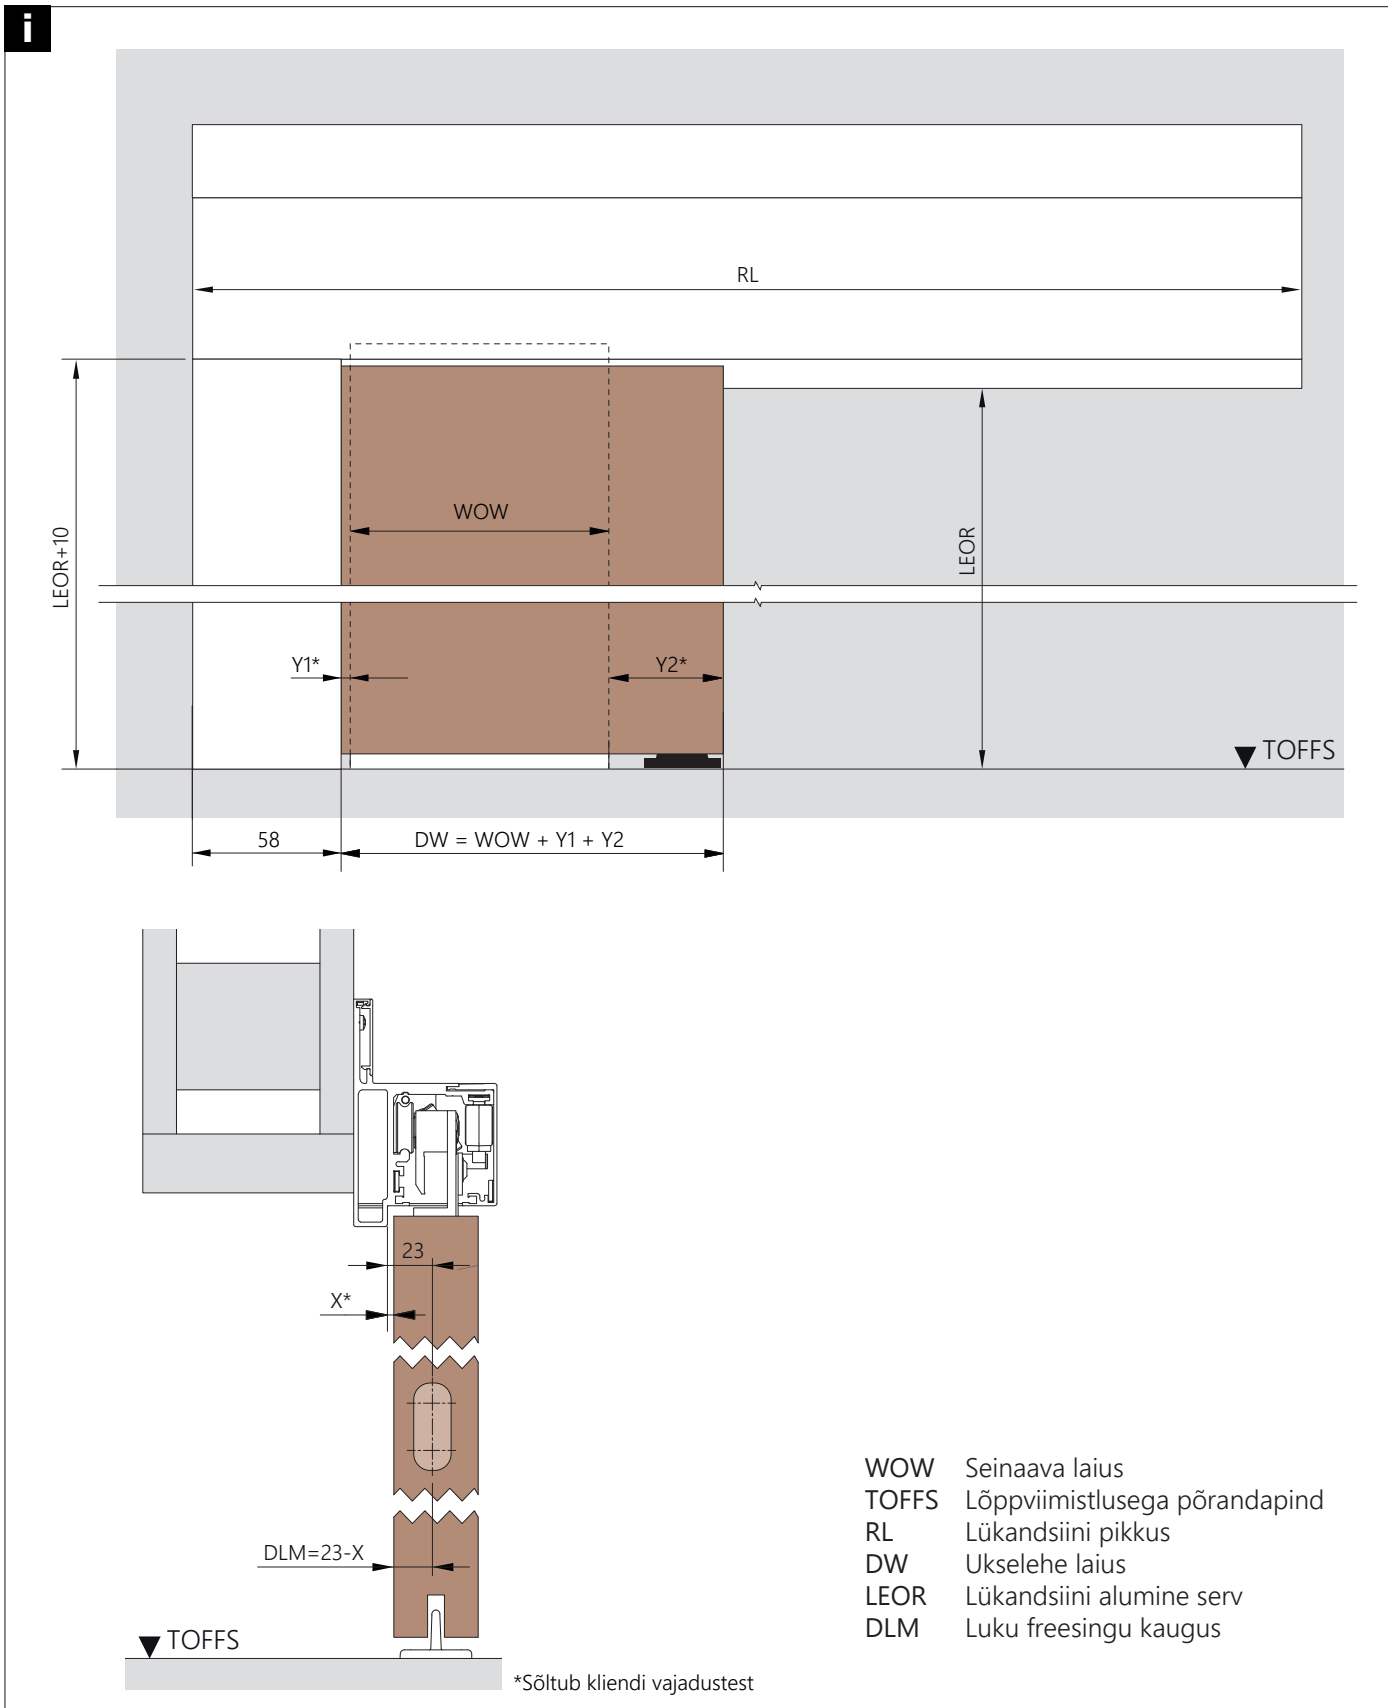 i
RL
WOW
LEOR+10
LEOR
Y1*
Y2*
TOFFS
58
DW = WOW + Y1 + Y2
23
X*
DLM=23-X
TOFFS
*Sõltub kliendi vajadustest
WOW Seinaava laius
TOFFS Lõppviimistlusega põrandapind
RL Lükandsiini pikkus
DW Ukselehe laius
LEOR Lükandsiini alumine serv
DLM Luku freesingu kaugus